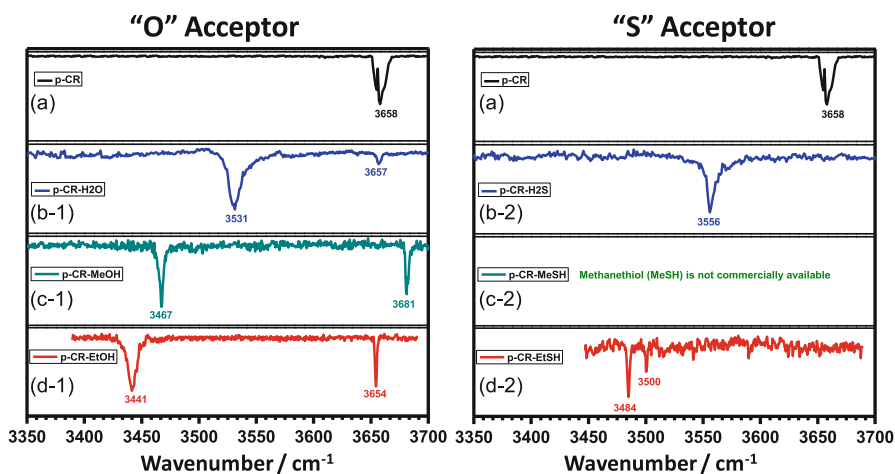 “O” Acceptor
p-CR
(a)
3658
p-CR-H2O
3657
(b-1)
3531
p-CR-MeOH
(c-1)
3467
3681
p-CR-EtOH
(d-1)
3441
3654
3350 3400 3450 3500 3550 3600 3650 3700
Wavenumber / cm-1
“S” Acceptor
p-CR
(a)
3658
p-CR-H2S
(b-2)
3556
p-CR-MeSH Methanethiol (MeSH) is not commercially available
(c-2)
p-CR-EtSH
3500
(d-2)
3484
3350 3400 3450 3500 3550 3600 3650 3700
Wavenumber / cm-1